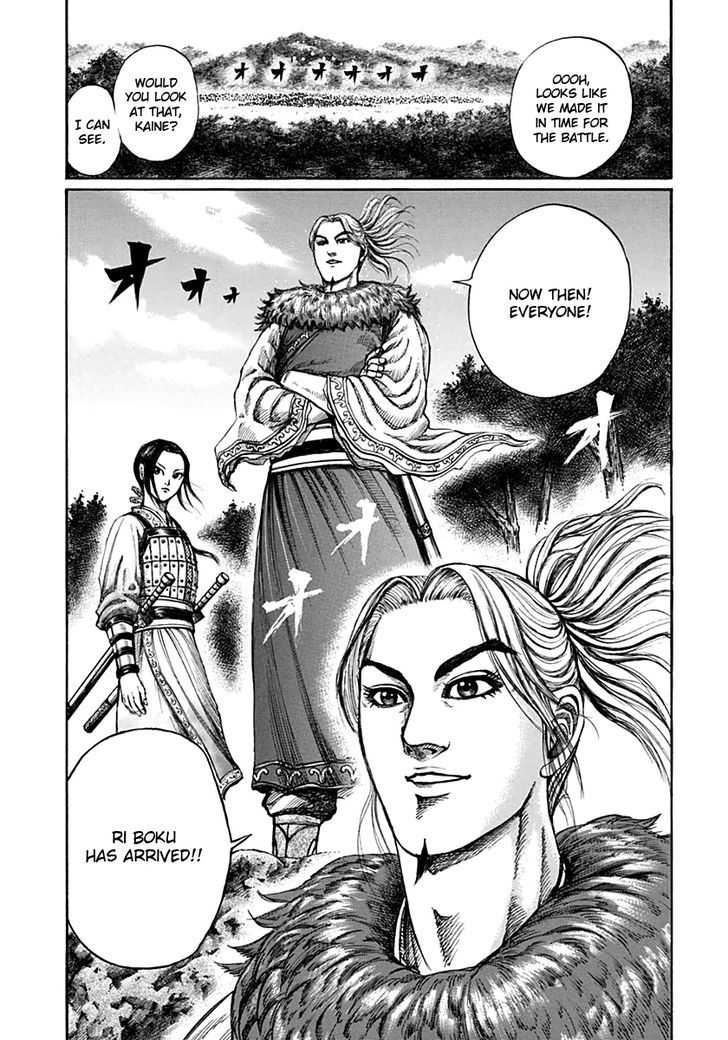 OOOH,
LOOKS LIKE
WE MADE IT
IN TIME FOR
THE BATTLE.
オオオオオオ
WOULD
YOU LOOK
AT THAT,
KAINE?
I CAN
SEE.
NOW THEN!
EVERYONE!
オオォ
オオオ
RI BOKU
HAS ARRIVED!!